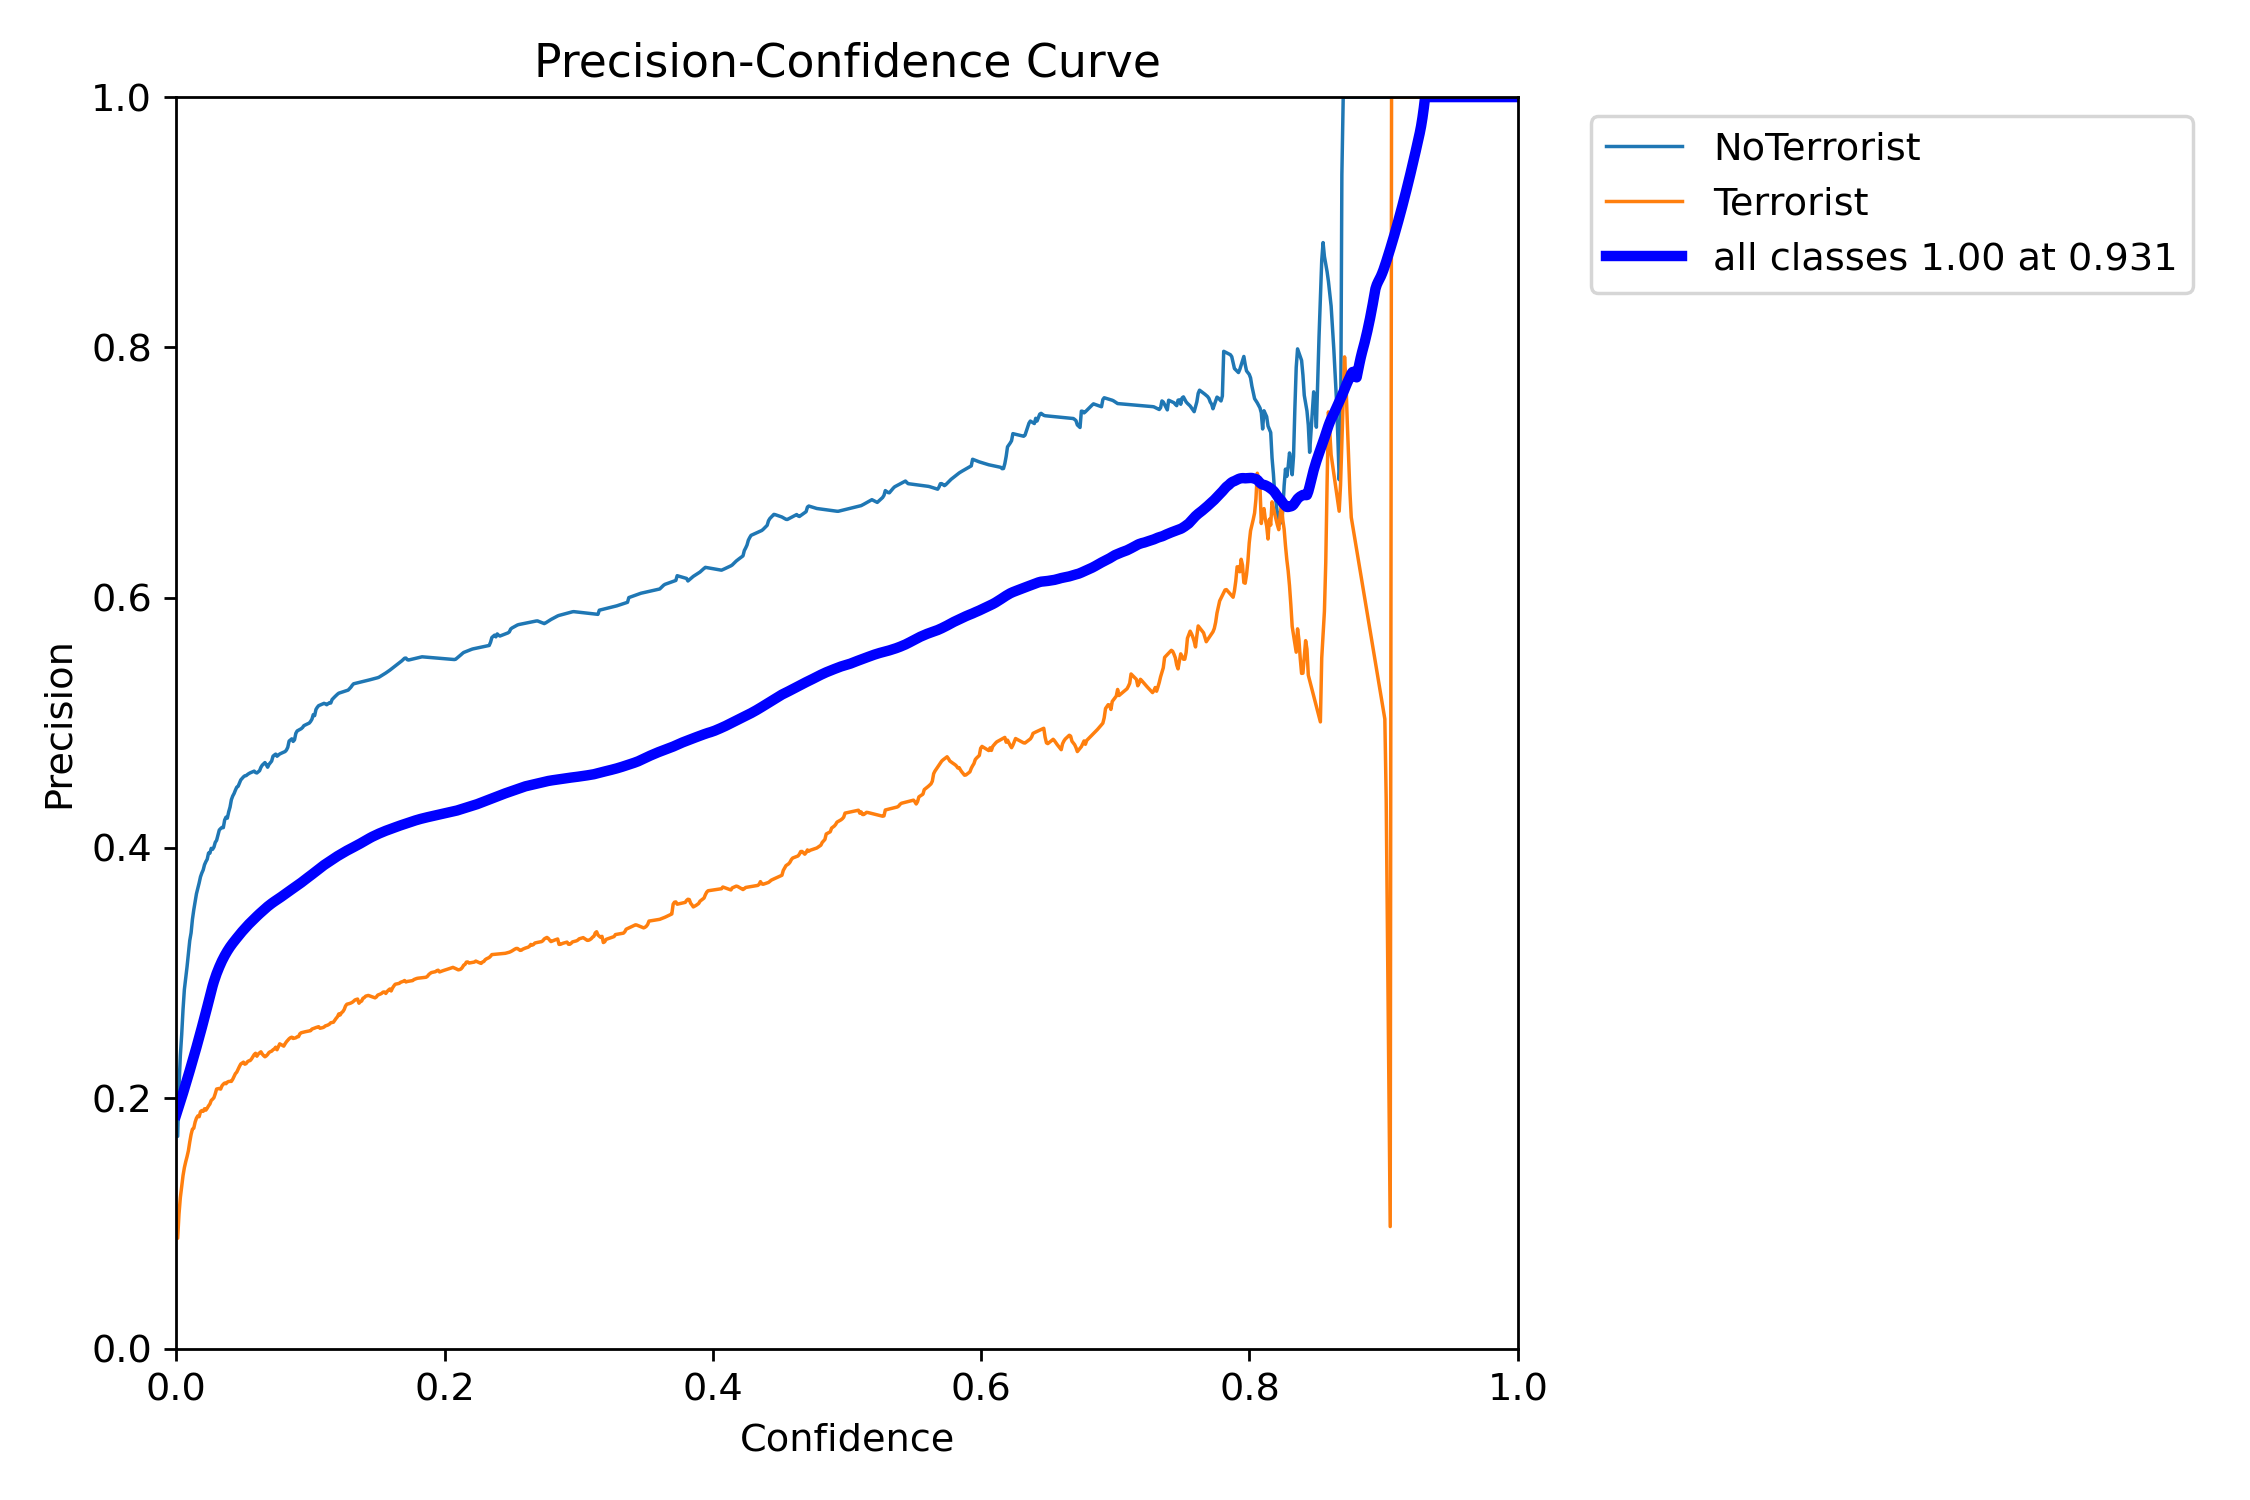 Precision-Confidence Curve
1.0
0.8
0.6
0.4
0.2
0.0
Precision
0.0 0.2 0.4 0.6 0.8 1.0
Confidence
NoTerrorist
Terrorist
all classes 1.00 at 0.931